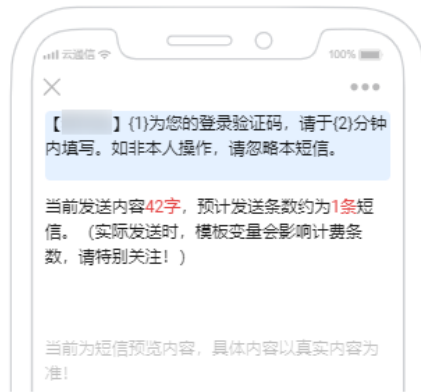 云通信
100%
【】{1}为您的登录验证码，请于{2}分钟
内填写。如非本人操作，请忽略本短信。
当前发送内容42字，预计发送条数约为1条短
信。（实际发送时，模板变量会影响计费条
数，请特别关注！）
当前为短信预览内容，具体内容以真实内容为
准！